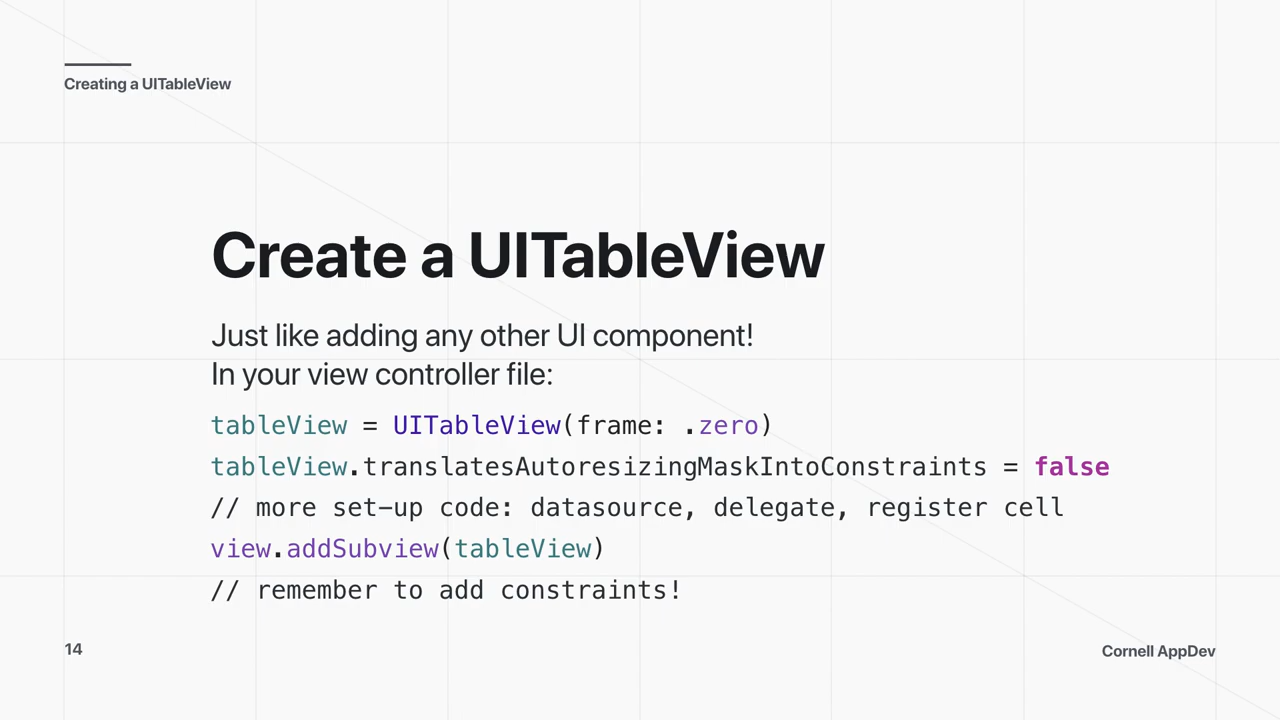 Creating a UITableView
Create a UITableView
Just like adding any other UI component!
In your view controller file:
tableView = UITableView(frame: .zero)
tableView.translatesAutoresizingMaskIntoConstraints = false
// more set-up code: datasource, delegate, register cell
view.addSubview(tableView)
// remember to add constraints!
14
Cornell AppDev